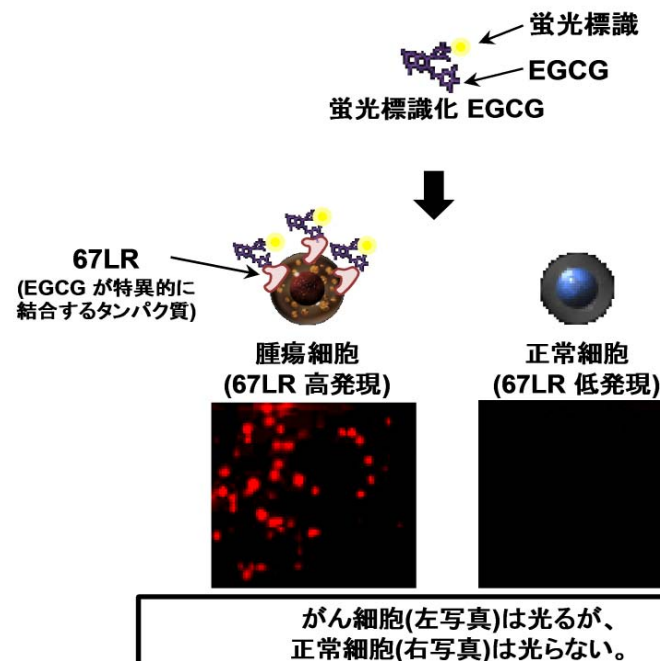 蛍光標識
EGCG
蛍光標識化 EGCG
67LR
(EGCG が特異的に
結合するタンパク質)
腫瘍細胞
(67LR 高発現)
正常細胞
(67LR 低発現)
がん細胞(左写真)は光るが、
正常細胞(右写真)は光らない。